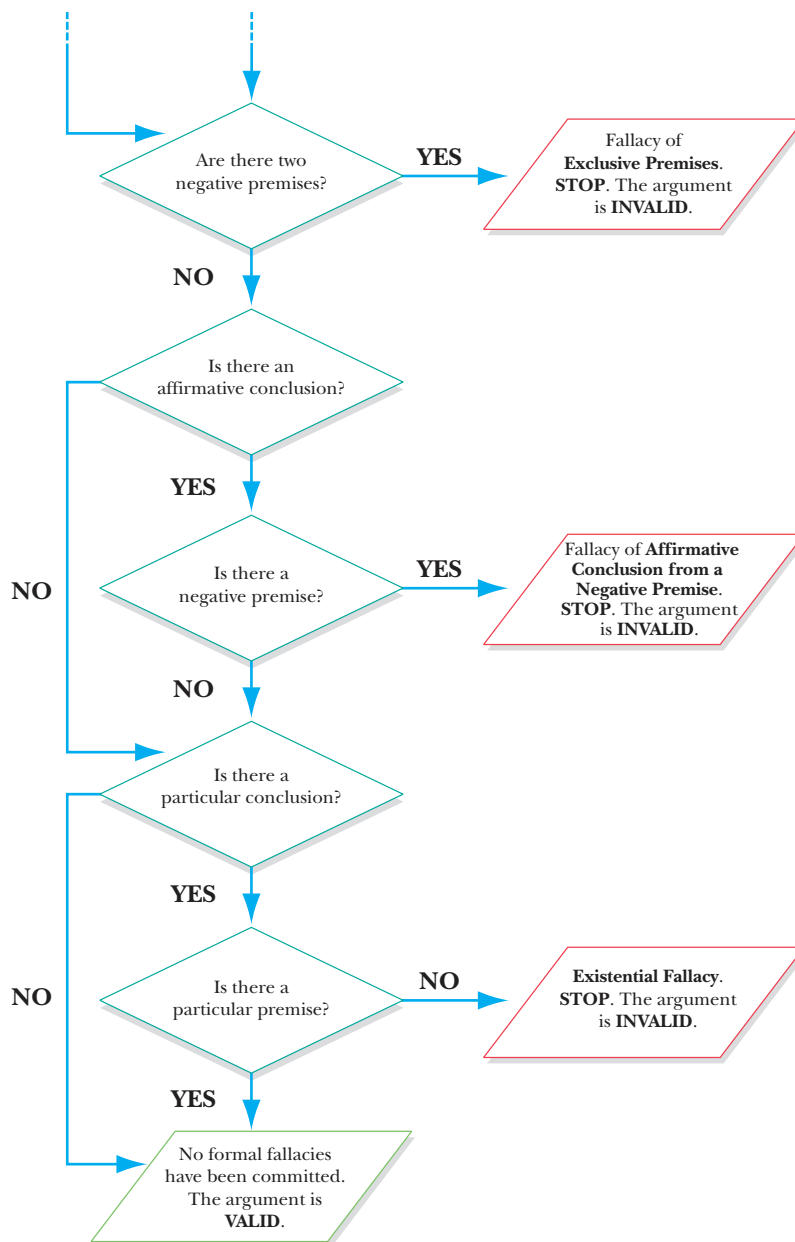 Are there two
negative premises?
YES
Fallacy of
Exclusive Premises.
STOP. The argument
is INVALID.
NO
Is there an
affirmative conclusion?
YES
NO
Is there a
negative premise?
YES
Fallacy of Affirmative
Conclusion from a
Negative Premise.
STOP. The argument
is INVALID.
NO
Is there a
particular conclusion?
YES
NO
Is there a
particular premise?
NO
Existential Fallacy.
STOP. The argument
is INVALID.
YES
No formal fallacies
have been committed.
The argument is
VALID.